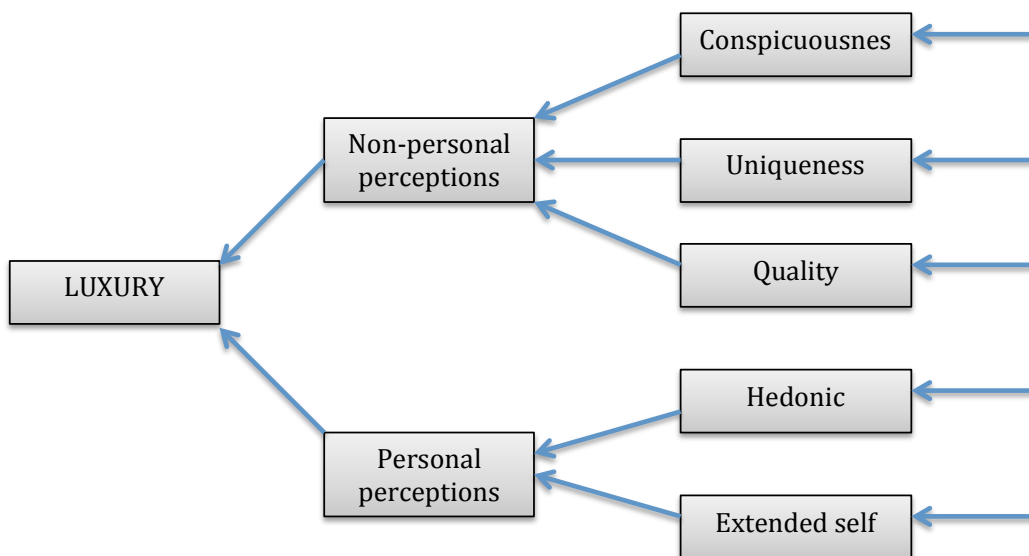 Conspicuousnes
Non-personal
perceptions
Uniqueness
Quality
LUXURY
Hedonic
Personal
perceptions
Extended self